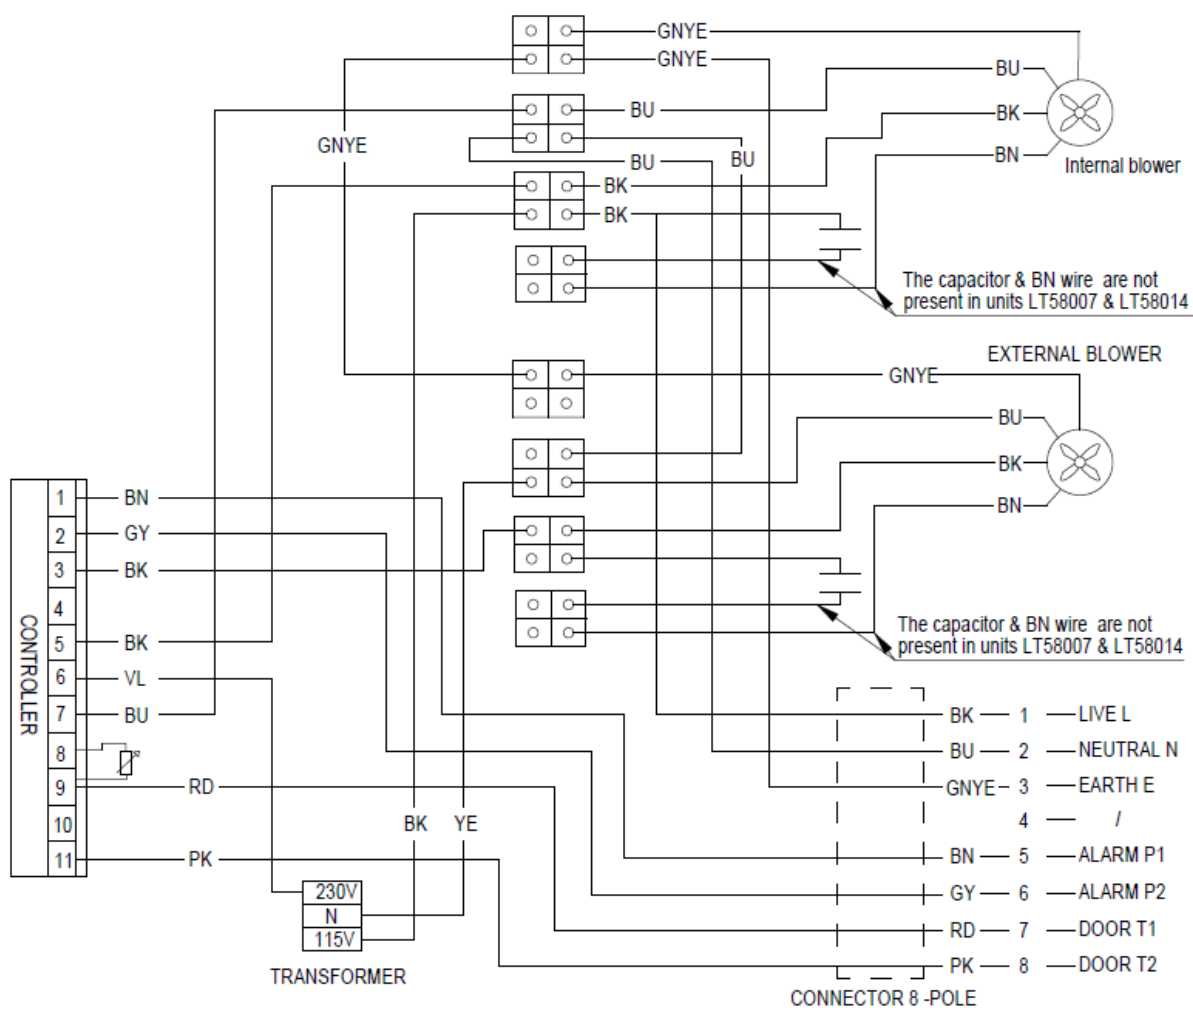 GNYE
GNYE
BU
BU
BK
GNYE
BU
BU
BN
Internal blower
BK
BK
The capacitor & BN wire are not
present in units LT58007 & LT58014
EXTERNAL BLOWER
GNYE
BU
BK
BN
CONTROLLER
1 BN
2 GY
3 BK
4
5 BK
6 VL
7 BU
8
9 RD
10
11 PK
BK YE
The capacitor & BN wire are not
present in units LT58007 & LT58014
230V
N
115V
TRANSFORMER
BK 1 LIVE L
BU 2 NEUTRAL N
GNYE 3 EARTH E
4 /
BN 5 ALARM P1
GY 6 ALARM P2
RD 7 DOOR T1
PK 8 DOOR T2
CONNECTOR 8 -POLE